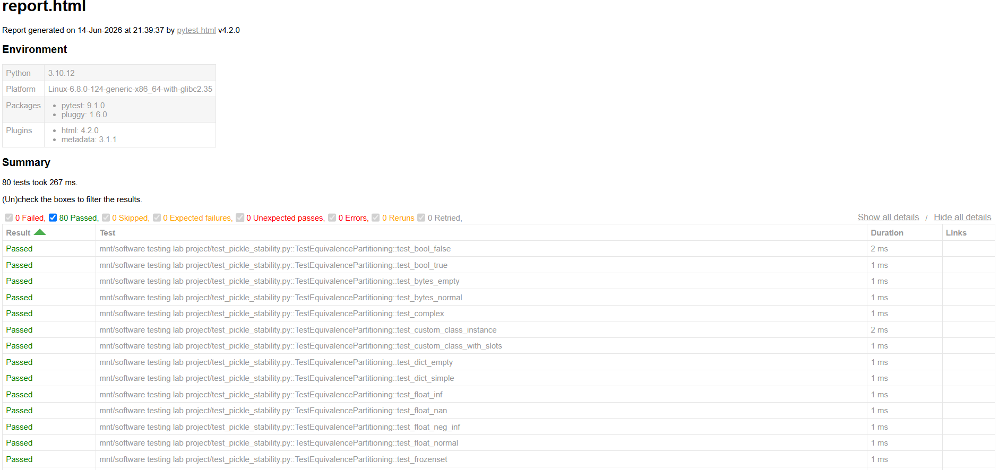 report.html
Report generated on 14-Jun-2026 at 21:39:37 by pytest-html v4.2.0
Environment
Python 3.10.12
Platform Linux-6.8.0-124-generic-x86_64-with-glibc2.35
Packages
• pytest: 9.1.0
• pluggy: 1.6.0
Plugins
• html: 4.2.0
• metadata: 3.1.1
Summary
80 tests took 267 ms.
(Un)check the boxes to filter the results.
0 Failed, 80 Passed, 0 Skipped, 0 Expected failures, 0 Unexpected passes, 0 Errors, 0 Reruns 0 Retried, Show all details / Hide all details
Result Test Duration Links
Passed mnt/software testing lab project/test_pickle_stability.py::TestEquivalencePartitioning::test_bool_false 2 ms
Passed mnt/software testing lab project/test_pickle_stability.py::TestEquivalencePartitioning::test_bool_true 1 ms
Passed mnt/software testing lab project/test_pickle_stability.py::TestEquivalencePartitioning::test_bytes_empty 1 ms
Passed mnt/software testing lab project/test_pickle_stability.py::TestEquivalencePartitioning::test_bytes_normal 1 ms
Passed mnt/software testing lab project/test_pickle_stability.py::TestEquivalencePartitioning::test_complex 1 ms
Passed mnt/software testing lab project/test_pickle_stability.py::TestEquivalencePartitioning::test_custom_class_instance 2 ms
Passed mnt/software testing lab project/test_pickle_stability.py::TestEquivalencePartitioning::test_custom_class_with_slots 1 ms
Passed mnt/software testing lab project/test_pickle_stability.py::TestEquivalencePartitioning::test_dict_empty 1 ms
Passed mnt/software testing lab project/test_pickle_stability.py::TestEquivalencePartitioning::test_dict_simple 1 ms
Passed mnt/software testing lab project/test_pickle_stability.py::TestEquivalencePartitioning::test_float_inf 1 ms
Passed mnt/software testing lab project/test_pickle_stability.py::TestEquivalencePartitioning::test_float_nan 1 ms
Passed mnt/software testing lab project/test_pickle_stability.py::TestEquivalencePartitioning::test_float_neg_inf 1 ms
Passed mnt/software testing lab project/test_pickle_stability.py::TestEquivalencePartitioning::test_float_normal 1 ms
Passed mnt/software testing lab project/test_pickle_stability.py::TestEquivalencePartitioning::test_frozenset 1 ms